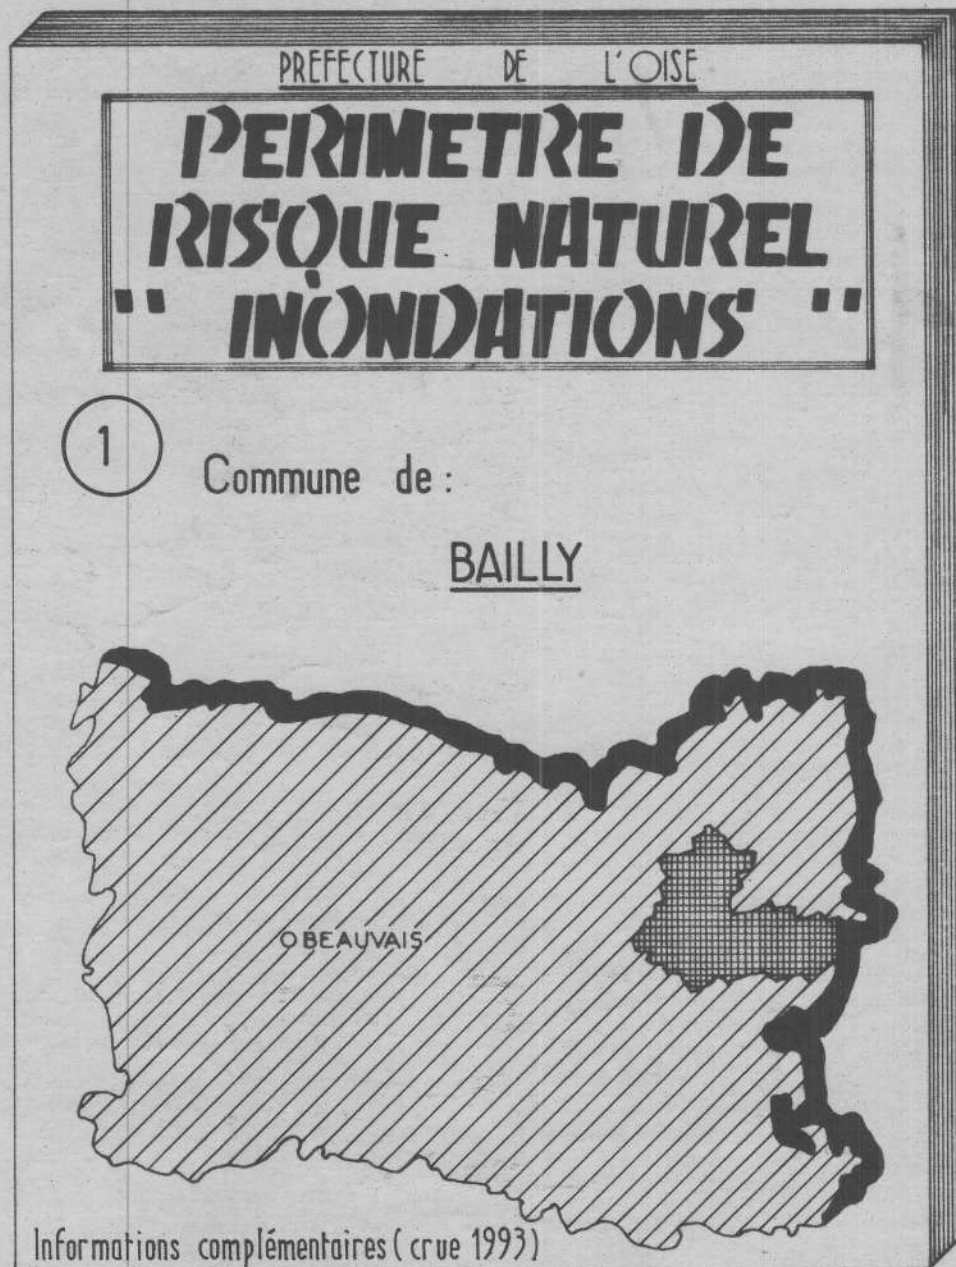 PREFECTURE DE L'OISE
PERIMETRE DE
RISQUE NATUREL
" INONDATIONS "
1
Commune de :
BAILLY
O BEAUVAIS
Informations complémentaires ( crue 1993 )